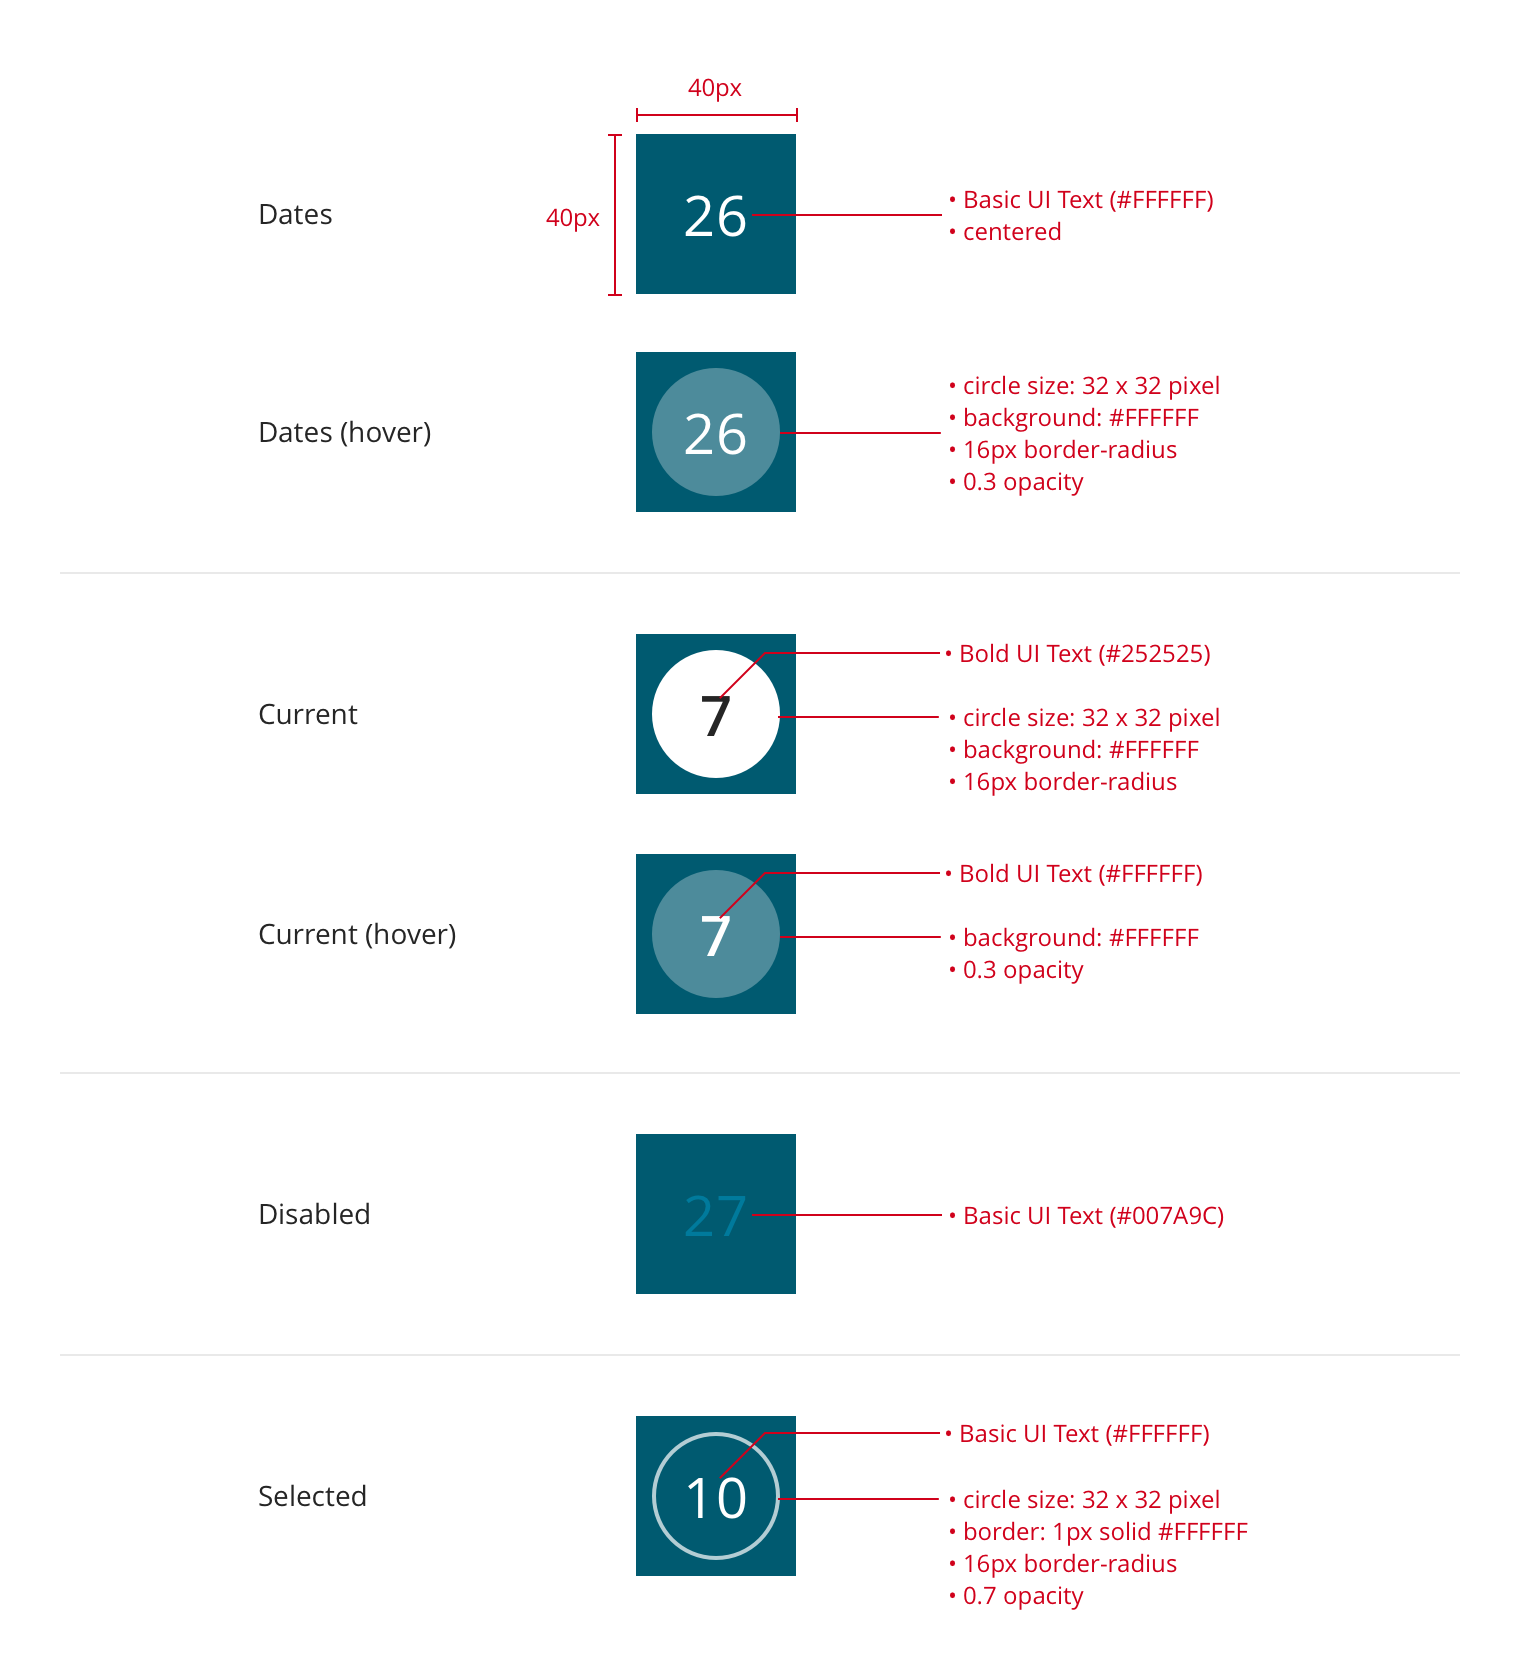 40px
40px
Dates
26
• Basic UI Text (#FFFFFF)
• centered
Dates (hover)
26
• circle size: 32 x 32 pixel
• background: #FFFFFF
• 16px border-radius
• 0.3 opacity
Current
7
• Bold UI Text (#252525)
• circle size: 32 x 32 pixel
• background: #FFFFFF
• 16px border-radius
Current (hover)
7
• Bold UI Text (#FFFFFF)
• background: #FFFFFF
• 0.3 opacity
Disabled
27
• Basic UI Text (#007A9C)
Selected
10
• Basic UI Text (#FFFFFF)
• circle size: 32 x 32 pixel
• border: 1px solid #FFFFFF
• 16px border-radius
• 0.7 opacity